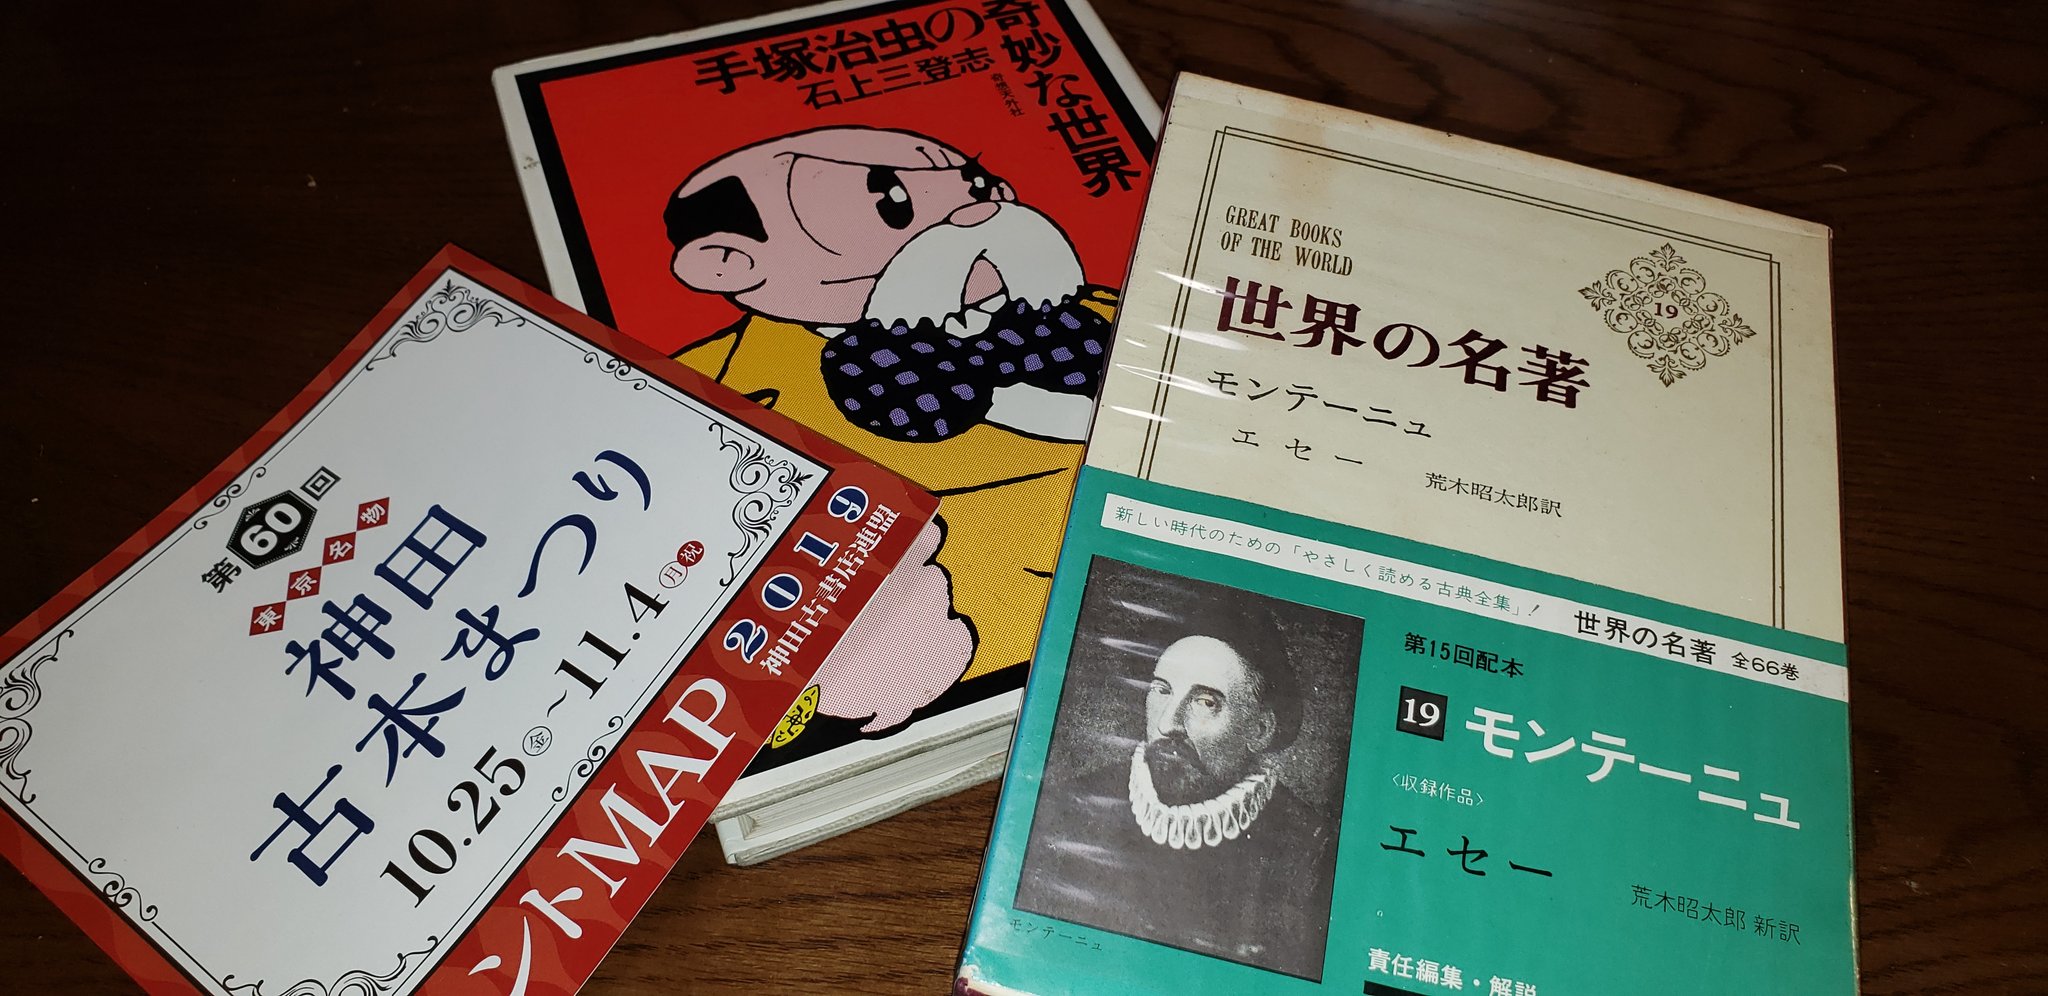 手塚治虫の奇妙な世界
石上三登志
奇想天外社
GREAT BOOKS
OF THE WORLD
19
世界の名著
モンテーニュ
エセー
荒木昭太郎訳
新しい時代のための「やさしく読める古典全集」!
世界の名著 全66巻
第15回配本
19 モンテーニュ
〈収録作品〉
エセー
荒木昭太郎 新訳
モンテーニュ
責任編集・解説
第60回
東京名物
神田
古本まつり
10.25㊎〜11.4㊊㊗
2019
神田古書店連盟
ントMAP